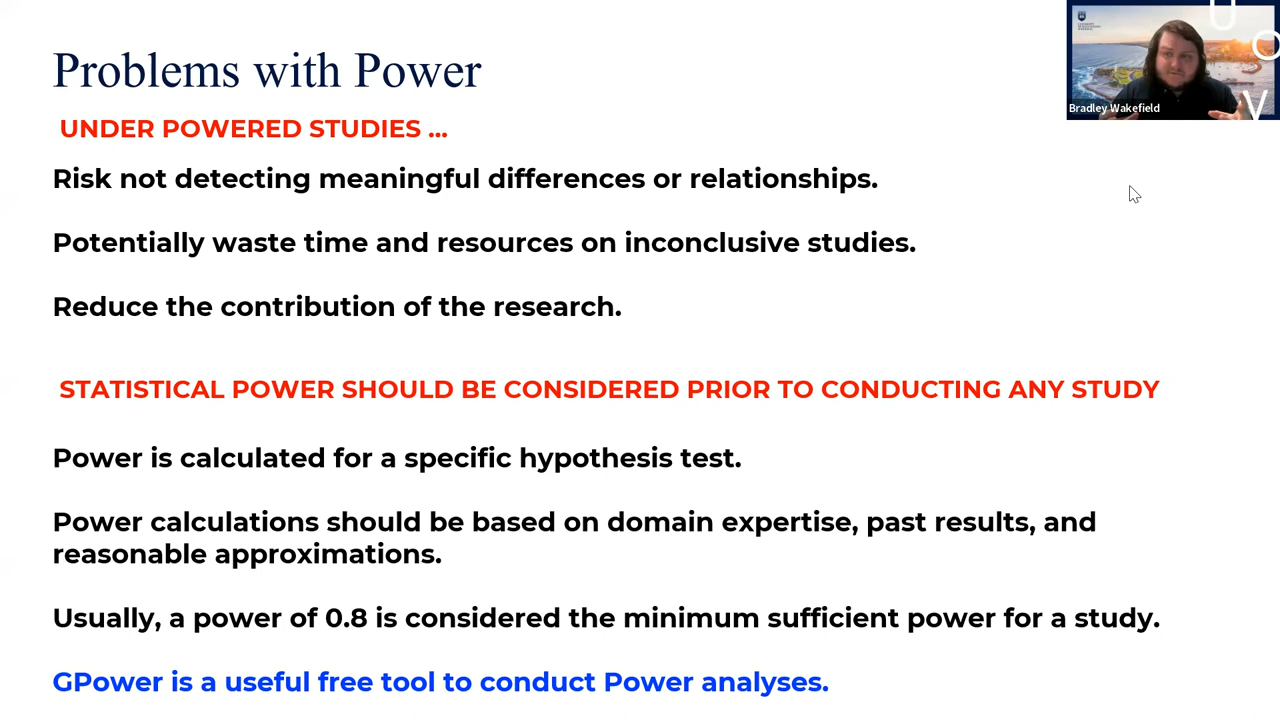 Problems with Power
UNDER POWERED STUDIES ...
Risk not detecting meaningful differences or relationships.
Potentially waste time and resources on inconclusive studies.
Reduce the contribution of the research.
STATISTICAL POWER SHOULD BE CONSIDERED PRIOR TO CONDUCTING ANY STUDY
Power is calculated for a specific hypothesis test.
Power calculations should be based on domain expertise, past results, and
reasonable approximations.
Usually, a power of 0.8 is considered the minimum sufficient power for a study.
GPower is a useful free tool to conduct Power analyses.
Bradley Wakefield
U
O